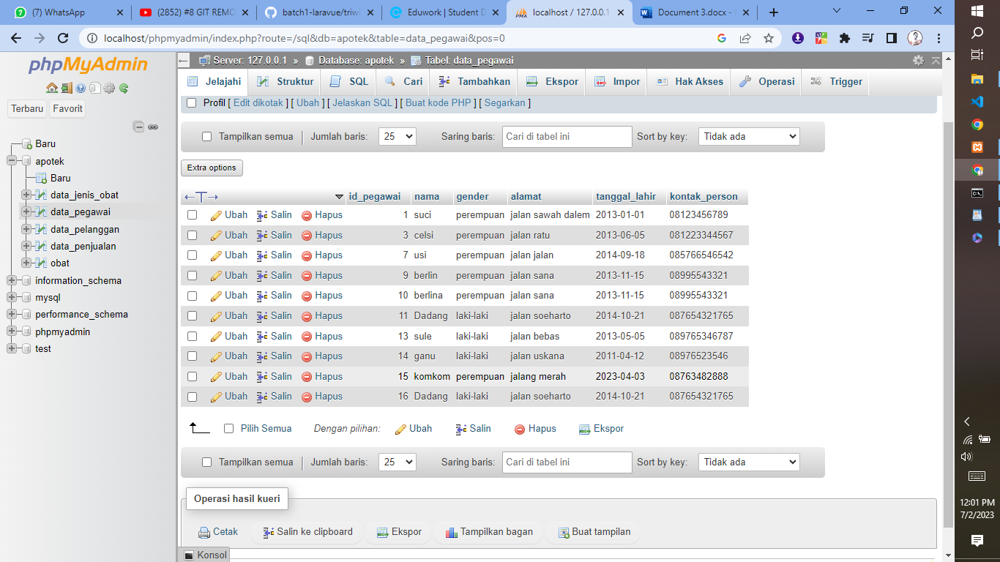 (7) WhatsApp
(2852) #8 GIT REMO
batch1-laravue/triwi
Eduwork | Student D
localhost / 127.0.0.1
Document 3.docx -
localhost/phpmyadmin/index.php?route=/sql&db=apotek&table=data_pegawai&pos=0
phpMyAdmin
Terbaru Favorit
Baru
apotek
Baru
data_jenis_obat
data_pegawai
data_pelanggan
data_penjualan
obat
information_schema
mysql
performance_schema
phpmyadmin
test
Server: 127.0.0.1 » Database: apotek » Tabel: data_pegawai
Jelajahi Struktur SQL Cari Tambahkan Ekspor Impor Hak Akses Operasi Trigger
Profil [ Edit dikotak ] [ Ubah ] [ Jelaskan SQL ] [ Buat kode PHP ] [ Segarkan ]
Tampilkan semua Jumlah baris: 25 Saring baris: Cari di tabel ini Sort by key: Tidak ada
Extra options
id_pegawai nama gender alamat tanggal_lahir kontak_person
Ubah Salin Hapus 1 suci perempuan jalan sawah dalem 2013-01-01 08123456789
Ubah Salin Hapus 3 celsi perempuan jalan ratu 2013-06-05 081223344567
Ubah Salin Hapus 7 usi perempuan jalan jalan 2014-09-18 085766546542
Ubah Salin Hapus 9 berlin perempuan jalan sana 2013-11-15 08995543321
Ubah Salin Hapus 10 berlina perempuan jalan sana 2013-11-15 08995543321
Ubah Salin Hapus 11 Dadang laki-laki jalan soeharto 2014-10-21 087654321765
Ubah Salin Hapus 13 sule laki-laki jalan bebas 2013-05-05 089765346787
Ubah Salin Hapus 14 ganu laki-laki jalan uskana 2011-04-12 08976523546
Ubah Salin Hapus 15 komkom perempuan jalang merah 2023-04-03 08763482888
Ubah Salin Hapus 16 Dadang laki-laki jalan soeharto 2014-10-21 087654321765
Pilih Semua Dengan pilihan: Ubah Salin Hapus Ekspor
Tampilkan semua Jumlah baris: 25 Saring baris: Cari di tabel ini Sort by key: Tidak ada
Operasi hasil kueri
Cetak Salin ke clipboard Ekspor Tampilkan bagan Buat tampilan
Konsol
12:01 PM
7/2/2023